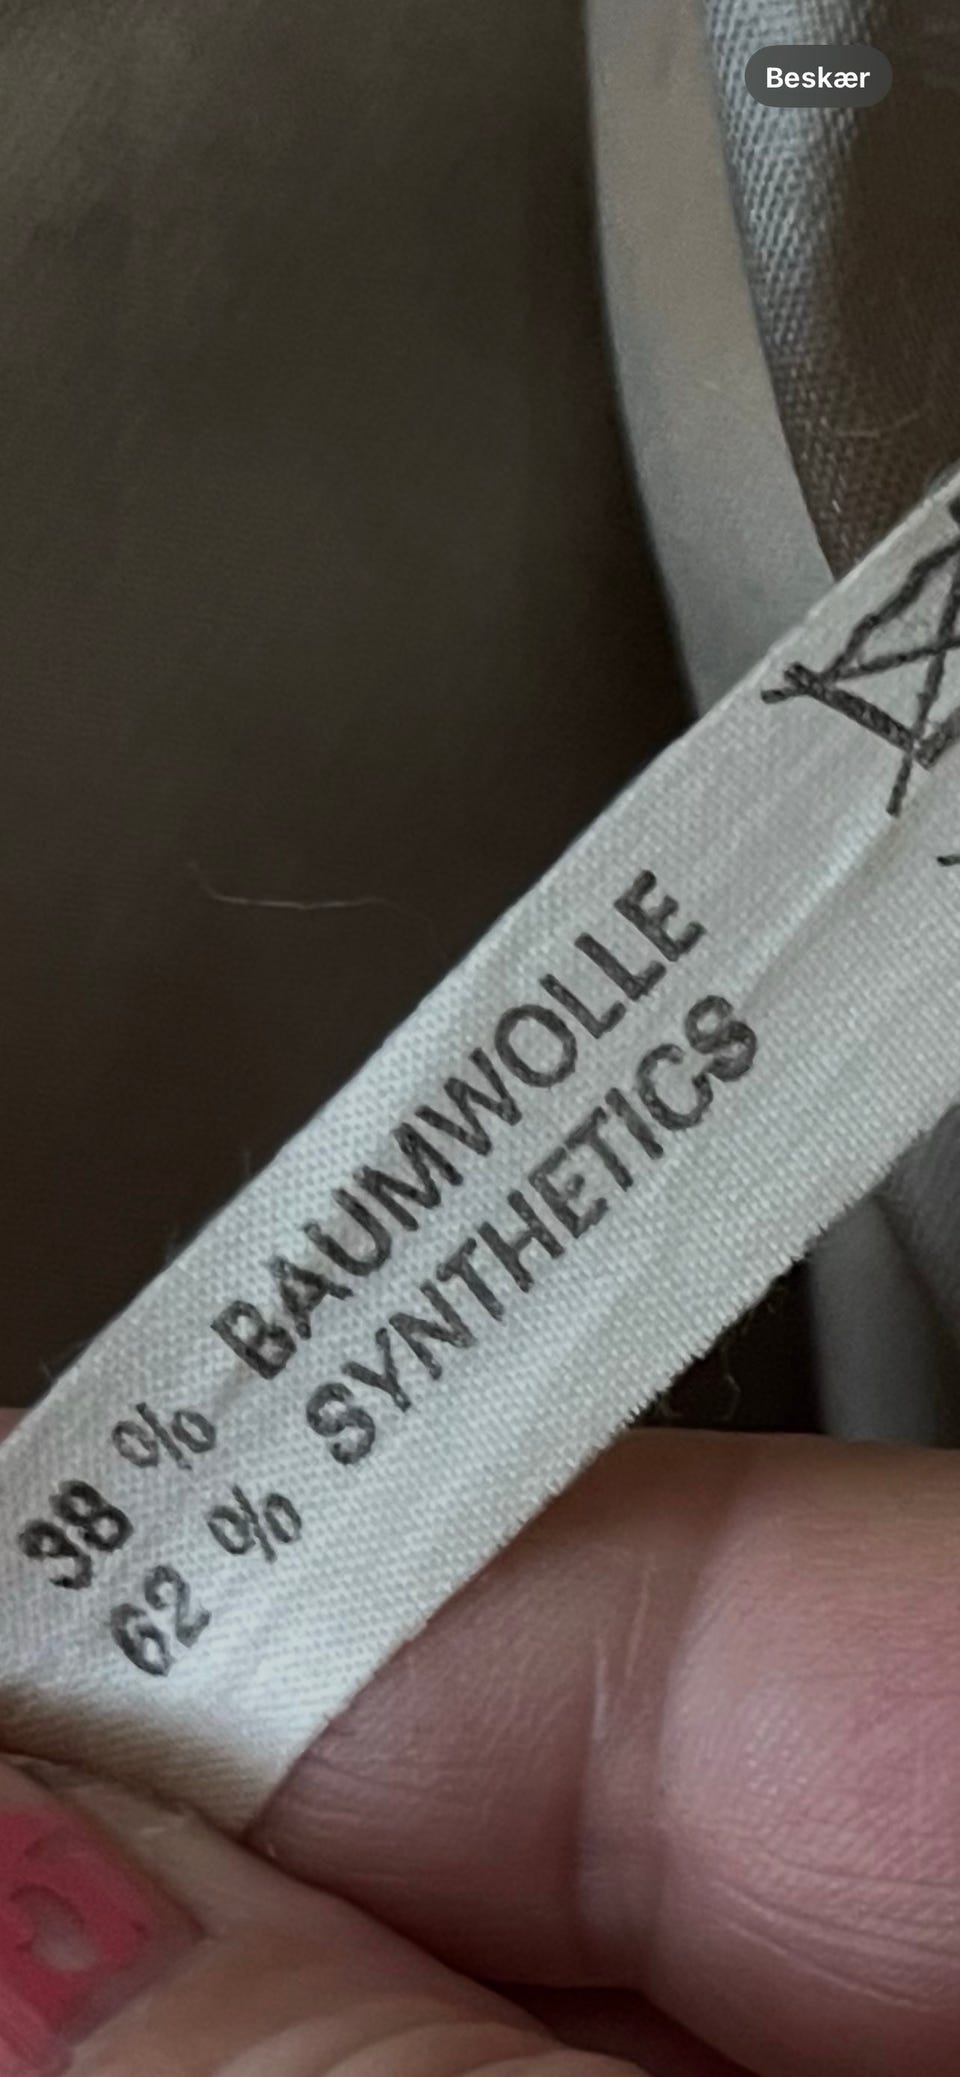 Beskær
38 % BAUMWOLLE
62 % SYNTHETICS